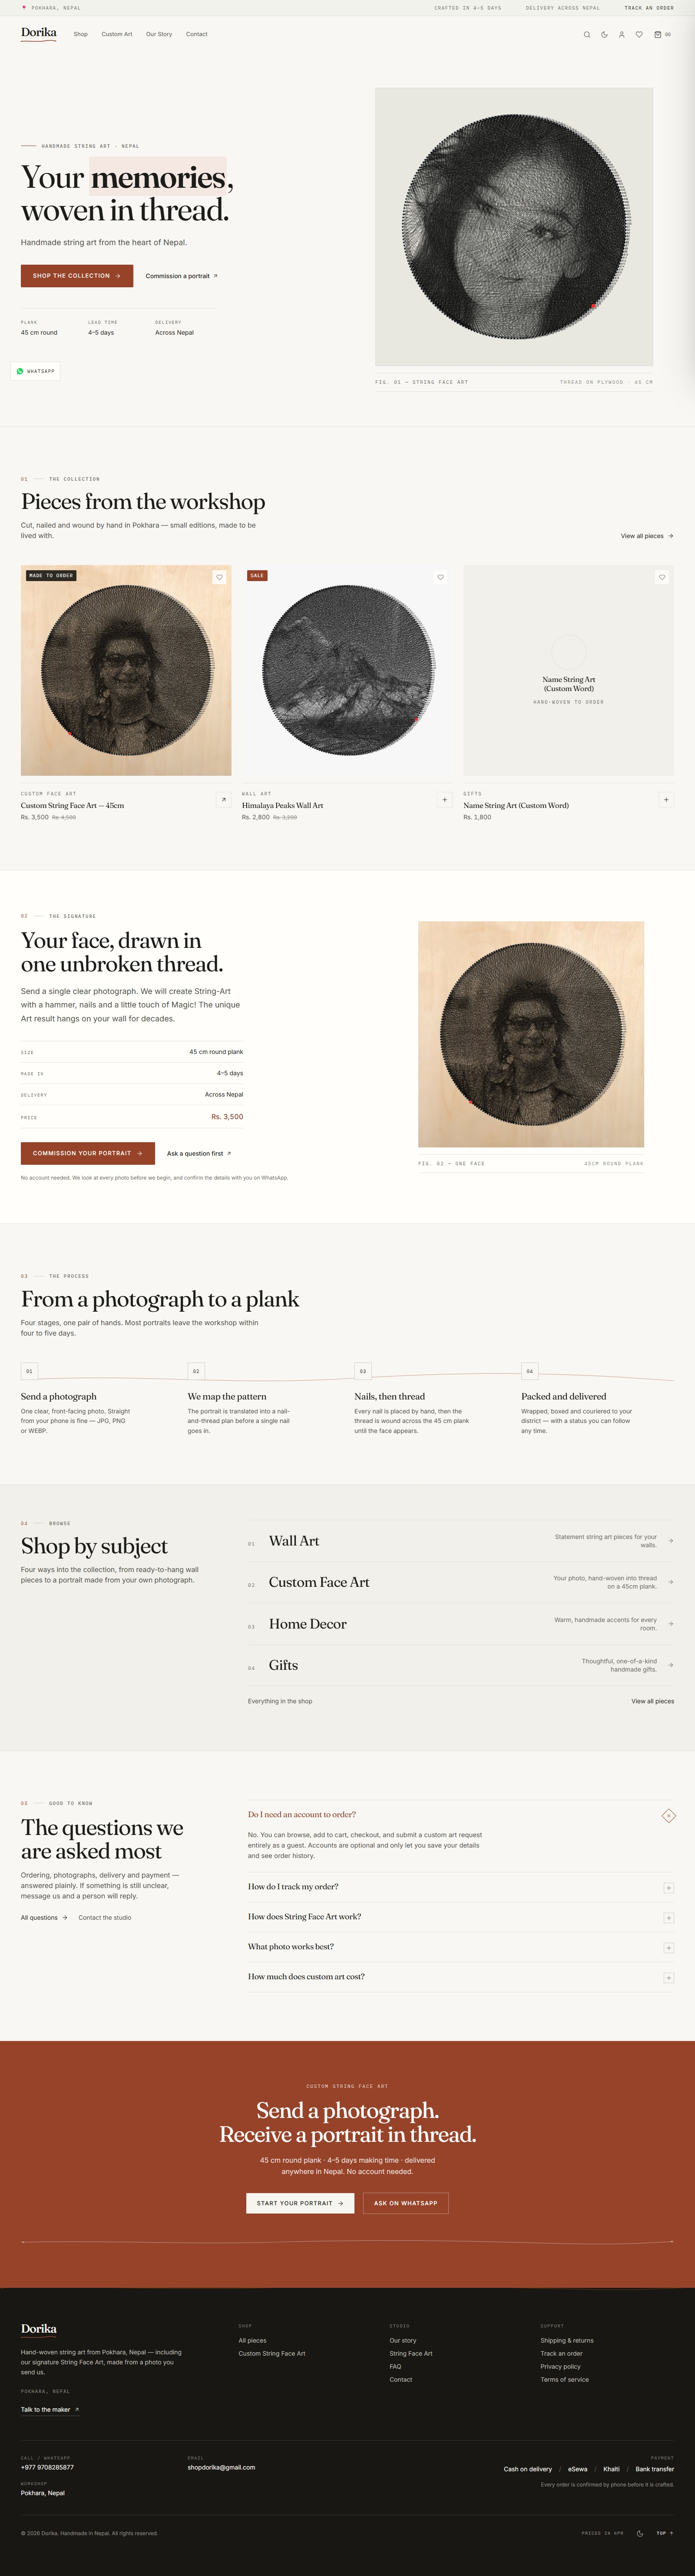 POKHARA, NEPAL
CRAFTED IN 4–5 DAYS
DELIVERY ACROSS NEPAL
TRACK AN ORDER
Dorika
Shop
Custom Art
Our Story
Contact
00
HANDMADE STRING ART · NEPAL
Your memories,
woven in thread.
Handmade string art from the heart of Nepal.
SHOP THE COLLECTION →
Commission a portrait ↗
PLANK
45 cm round
LEAD TIME
4–5 days
DELIVERY
Across Nepal
WHATSAPP
FIG. 01 — STRING FACE ART
THREAD ON PLYWOOD · 45 CM
01
THE COLLECTION
Pieces from the workshop
Cut, nailed and wound by hand in Pokhara — small editions, made to be
lived with.
View all pieces →
MADE TO ORDER
SALE
Name String Art
(Custom Word)
HAND-WOVEN TO ORDER
CUSTOM FACE ART
Custom String Face Art — 45cm
Rs. 3,500 Rs. 4,500
WALL ART
Himalaya Peaks Wall Art
Rs. 2,800 Rs. 3,200
GIFTS
Name String Art (Custom Word)
Rs. 1,800
02
THE SIGNATURE
Your face, drawn in
one unbroken thread.
Send a single clear photograph. We will create String-Art
with a hammer, nails and a little touch of Magic! The unique
Art result hangs on your wall for decades.
SIZE
45 cm round plank
MADE IN
4–5 days
DELIVERY
Across Nepal
PRICE
Rs. 3,500
COMMISSION YOUR PORTRAIT →
Ask a question first ↗
No account needed. We look at every photo before we begin, and confirm the details with you on WhatsApp.
FIG. 02 — ONE FACE
45CM ROUND PLANK
03
THE PROCESS
From a photograph to a plank
Four stages, one pair of hands. Most portraits leave the workshop within
four to five days.
01
Send a photograph
One clear, front-facing photo. Straight
from your phone is fine — JPG, PNG
or WEBP.
02
We map the pattern
The portrait is translated into a nail-
and-thread plan before a single nail
goes in.
03
Nails, then thread
Every nail is placed by hand, then the
thread is wound across the 45 cm plank
until the face appears.
04
Packed and delivered
Wrapped, boxed and couriered to your
district — with a status you can follow
any time.
04
BROWSE
Shop by subject
Four ways into the collection, from ready-to-hang wall
pieces to a portrait made from your own photograph.
01
Wall Art
Statement string art pieces for your
walls.
02
Custom Face Art
Your photo, hand-woven into thread
on a 45cm plank.
03
Home Decor
Warm, handmade accents for every
room.
04
Gifts
Thoughtful, one-of-a-kind
handmade gifts.
Everything in the shop
View all pieces
05
GOOD TO KNOW
The questions we
are asked most
Ordering, photographs, delivery and payment —
answered plainly. If something is still unclear,
message us and a person will reply.
All questions →
Contact the studio
Do I need an account to order?
No. You can browse, add to cart, checkout, and submit a custom art request
entirely as a guest. Accounts are optional and only let you save your details
and see order history.
How do I track my order?
How does String Face Art work?
What photo works best?
How much does custom art cost?
CUSTOM STRING FACE ART
Send a photograph.
Receive a portrait in thread.
45 cm round plank · 4–5 days making time · delivered
anywhere in Nepal. No account needed.
START YOUR PORTRAIT →
ASK ON WHATSAPP
Dorika
Hand-woven string art from Pokhara, Nepal — including
our signature String Face Art, made from a photo you
send us.
POKHARA, NEPAL
Talk to the maker ↗
SHOP
All pieces
Custom String Face Art
STUDIO
Our story
String Face Art
FAQ
Contact
SUPPORT
Shipping & returns
Track an order
Privacy policy
Terms of service
CALL / WHATSAPP
+977 9708285877
EMAIL
shopdorika@gmail.com
WORKSHOP
Pokhara, Nepal
PAYMENT
Cash on delivery / eSewa / Khalti / Bank transfer
Every order is confirmed by phone before it is crafted.
© 2026 Dorika. Handmade in Nepal. All rights reserved.
PRICED IN NPR
TOP ↑